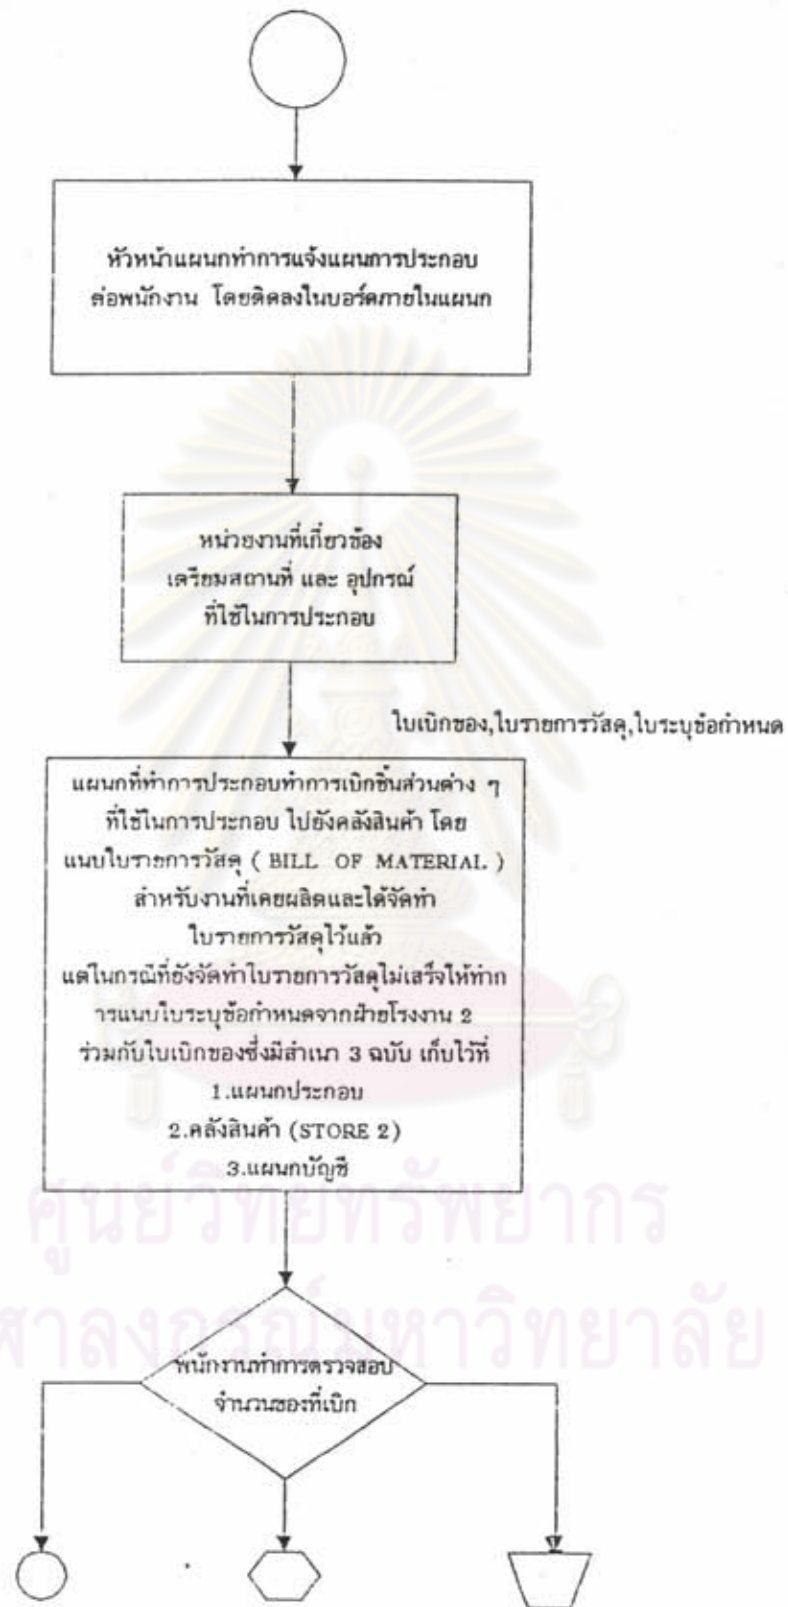 หัวหน้าแผนกทำการแจ้งแผนการประกอบ
ต่อพนักงาน โดยติดลงในบอร์ดภายในแผนก
หน่วยงานที่เกี่ยวข้อง
เตรียมสถานที่ และ อุปกรณ์
ที่ใช้ในการประกอบ
ใบเบิกของ,ใบรายการวัสดุ,ใบระบุข้อกำหนด
แผนกที่ทำการประกอบทำการเบิกชิ้นส่วนต่าง ๆ
ที่ใช้ในการประกอบ ไปยังคลังสินค้า โดย
แนบใบรายการวัสดุ ( BILL OF MATERIAL )
สำหรับงานที่เคยผลิตและได้จัดทำ
ใบรายการวัสดุไว้แล้ว
แต่ในกรณีที่ยังจัดทำใบรายการวัสดุไม่เสร็จให้ทำก
ารแนบใบระบุข้อกำหนดจากฝ่ายโรงงาน 2
ร่วมกับใบเบิกของซึ่งมีสำเนา 3 ฉบับ เก็บไว้ที่
1.แผนกประกอบ
2.คลังสินค้า (STORE 2)
3.แผนกบัญชี
ศูนย์วิทยทรัพยากร
ฬาลงกรณ์มหาวิทยาลัย
พนักงานทำการตรวจสอบ
จำนวนของที่เบิก